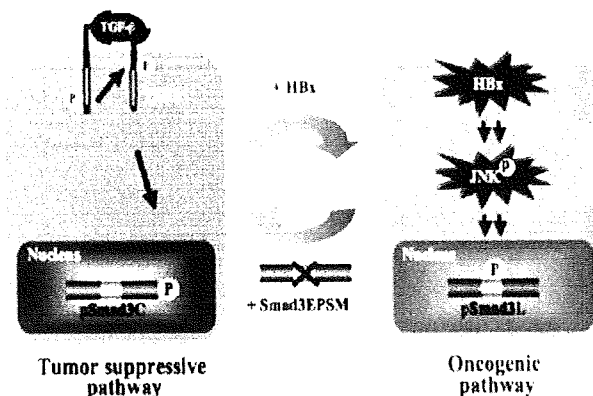 TGF-β
P
P
Nucleus
pSmad3C
P
Tumor suppressive
pathway
+ HBx
+ Smad3EPSM
HBx
JNK
P
Nucleus
P
pSmad3L
Oncogenic
pathway